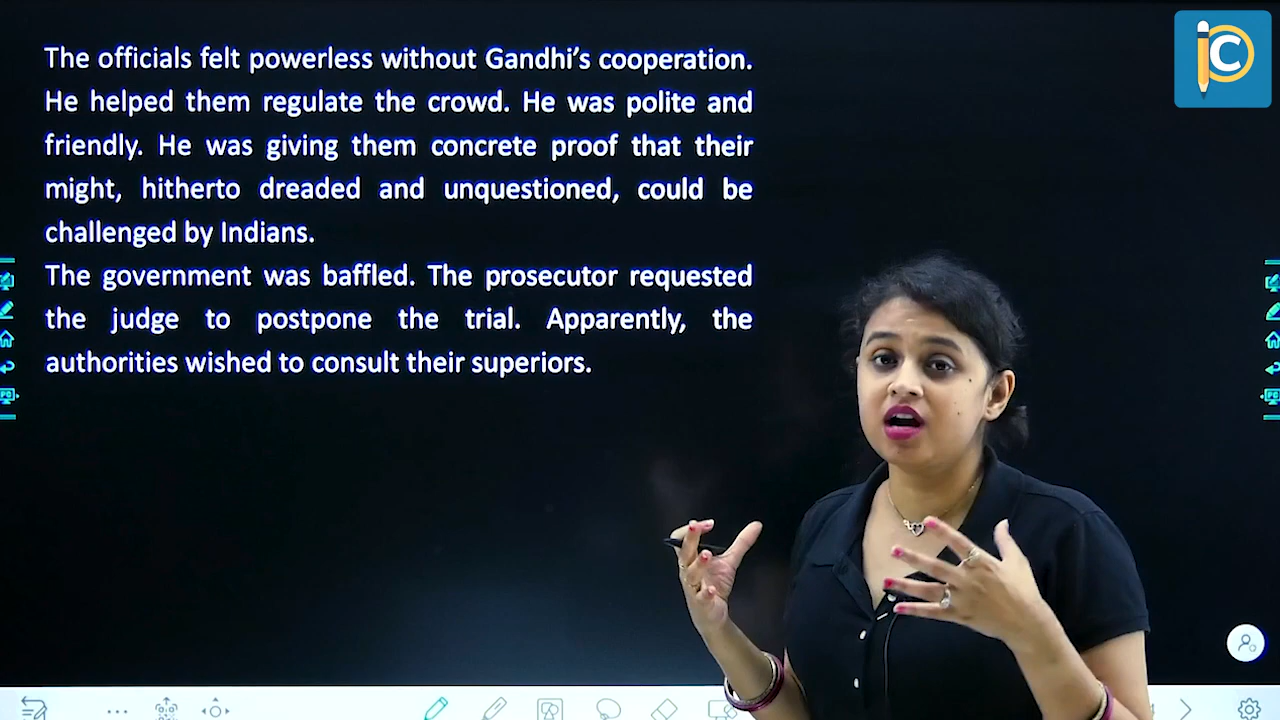 The officials felt powerless without Gandhi's cooperation.
He helped them regulate the crowd. He was polite and
friendly. He was giving them concrete proof that their
might, hitherto dreaded and unquestioned, could be
challenged by Indians.
The government was baffled. The prosecutor requested
the judge to postpone the trial. Apparently, the
authorities wished to consult their superiors.